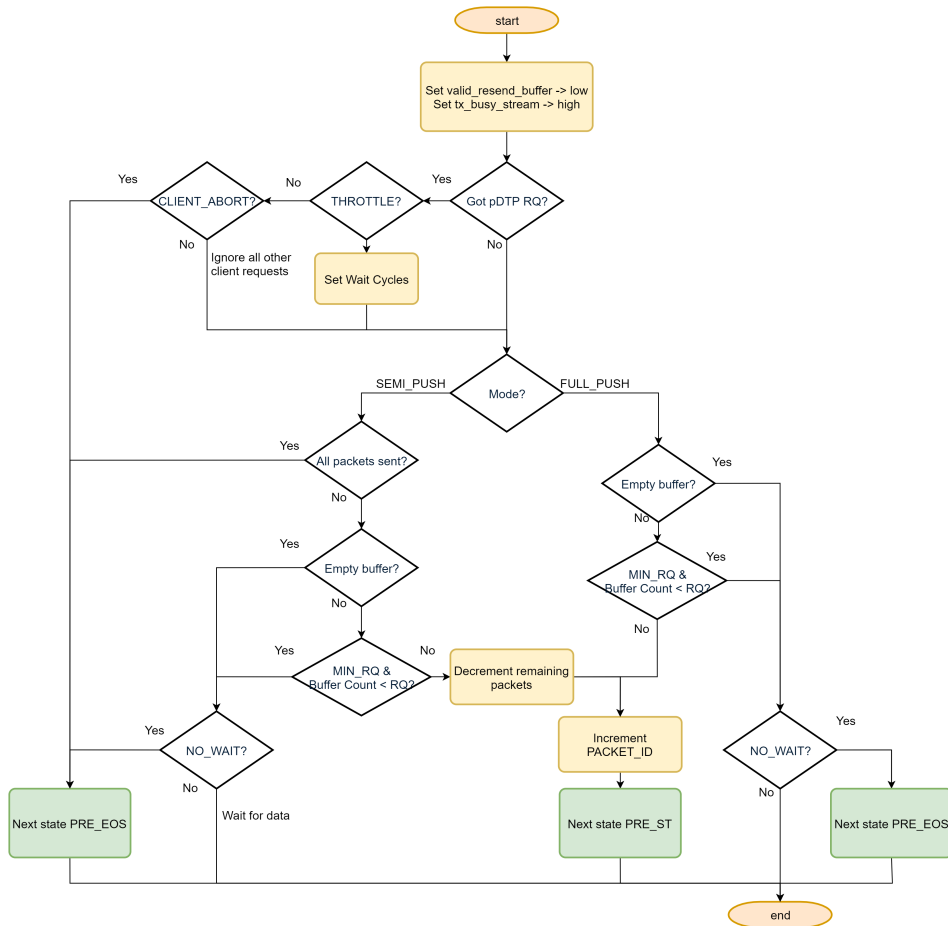 start
Set valid_resend_buffer -> low
Set tx_busy_stream -> high
Yes
No
Yes
CLIENT_ABORT?
THROTTLE?
Got pDTP RQ?
No
Ignore all other
client requests
No
Set Wait Cycles
SEMI_PUSH
Mode?
FULL_PUSH
Yes
All packets sent?
No
Yes
Empty buffer?
No
Yes
Empty buffer?
No
Yes
MIN_RQ &
Buffer Count < RQ?
No
Yes
No
MIN_RQ &
Buffer Count < RQ?
Decrement remaining
packets
Increment
PACKET_ID
Yes
NO_WAIT?
No
Yes
NO_WAIT?
No
Wait for data
Next state PRE_EOS
Next state PRE_ST
Next state PRE_EOS
end